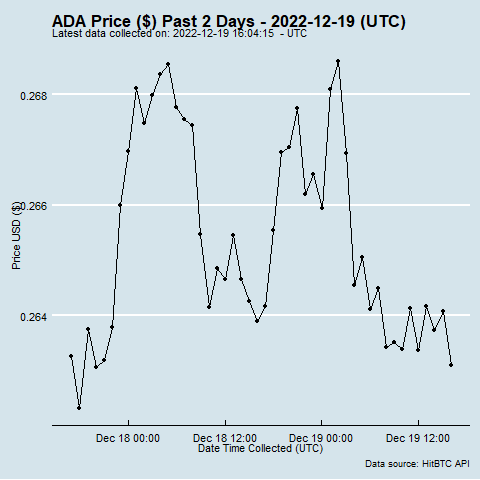 ADA Price ($) Past 2 Days - 2022-12-19 (UTC)
Latest data collected on: 2022-12-19 16:04:15 - UTC
0.268
0.266
0.264
Price USD ($)
Dec 18 00:00 Dec 18 12:00 Dec 19 00:00 Dec 19 12:00
Date Time Collected (UTC)
Data source: HitBTC API